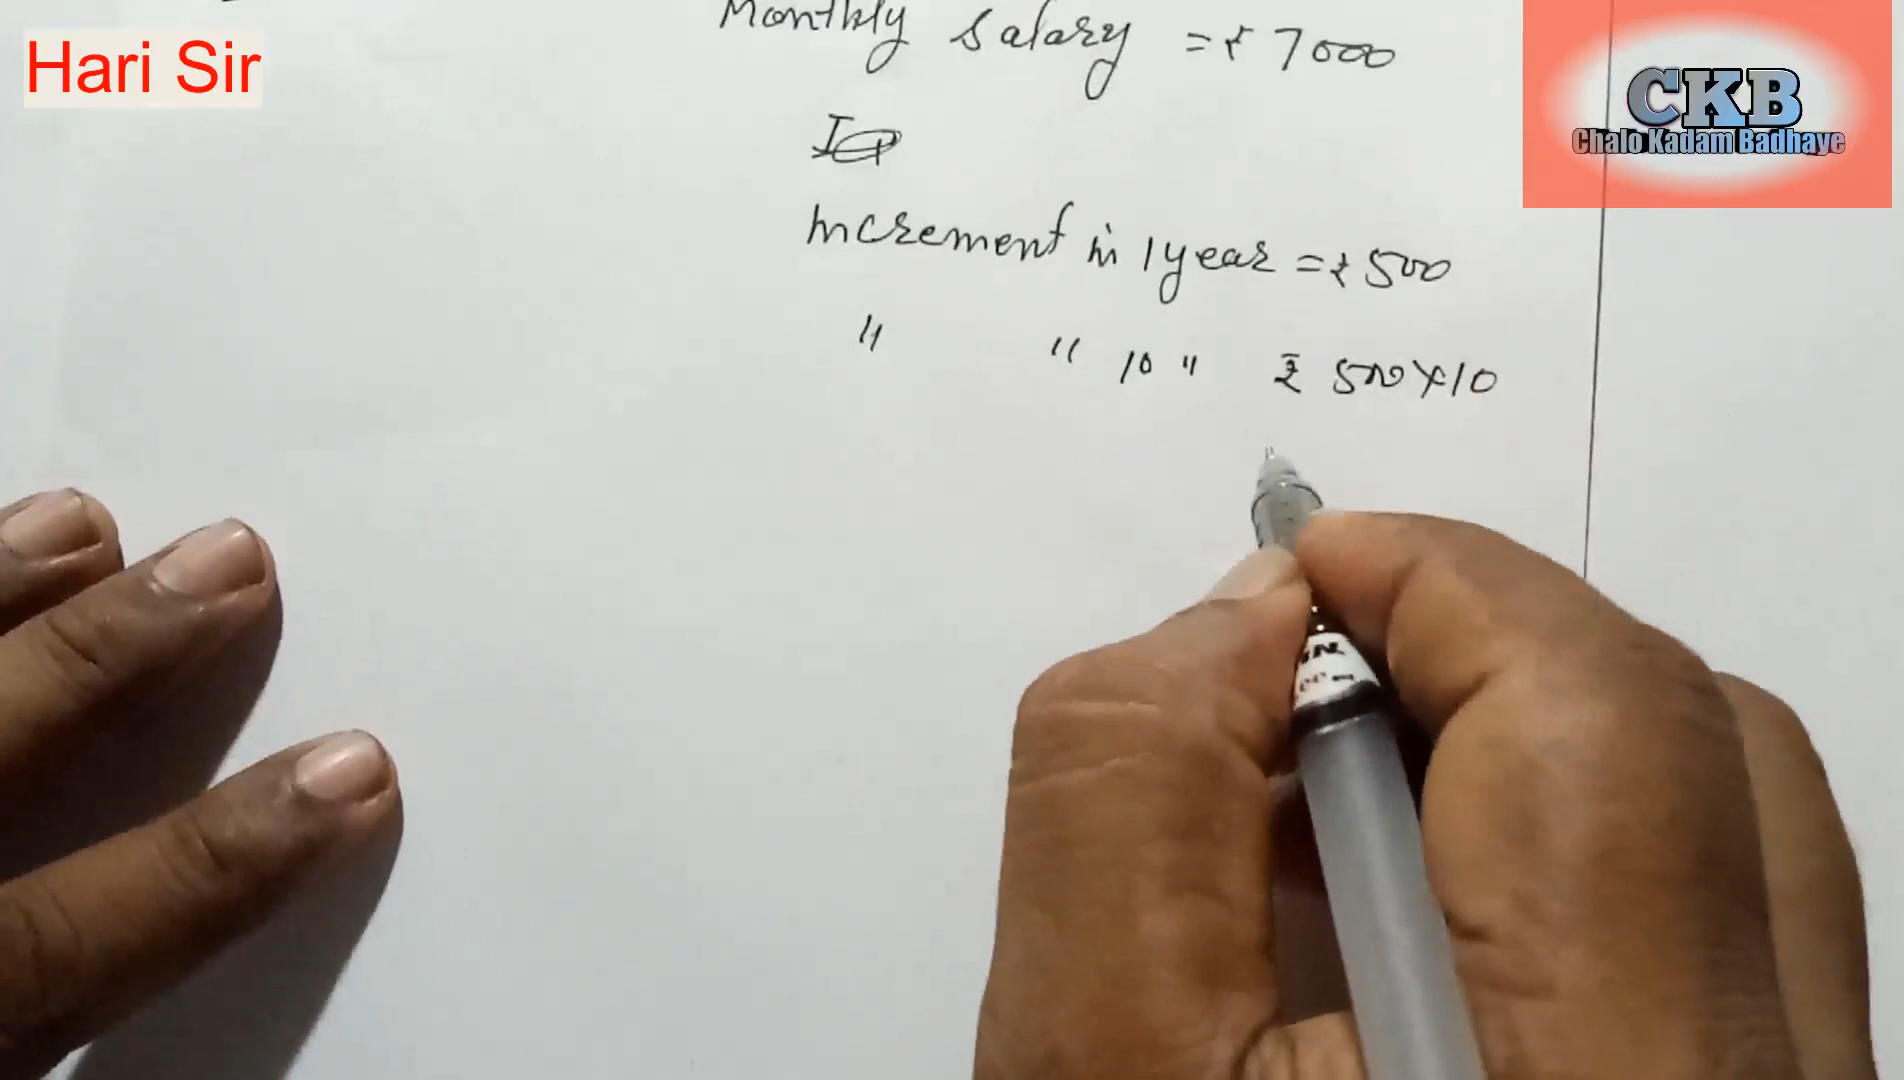 Hari Sir
Monthly salary = ₹ 7000
CKB
Chalo Kadam Badhaye
Increment in 1 year = ₹ 500
" " 10 " ₹ 500 × 10